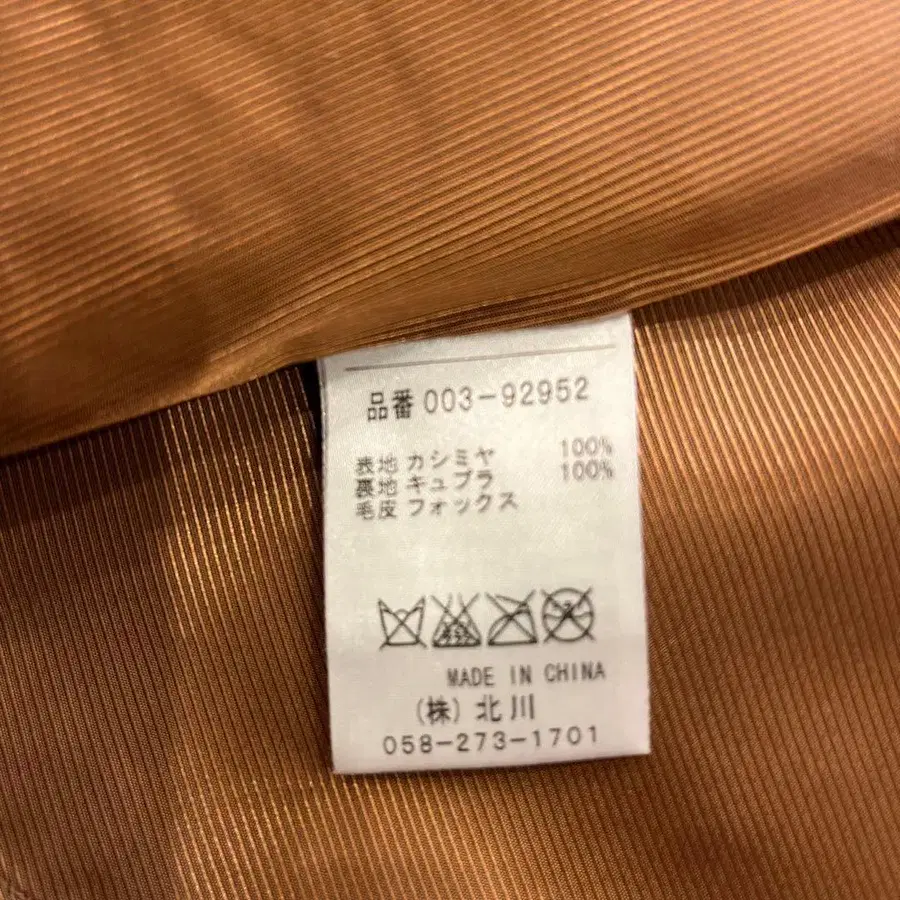 品番 003-92952
表地 カシミヤ 100%
裏地 キュプラ 100%
毛皮 フォックス
MADE IN CHINA
(株) 北川
058-273-1701